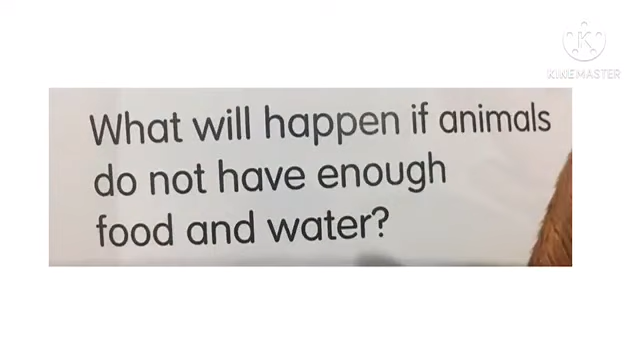 KINEMASTER
What will happen if animals
do not have enough
food and water?